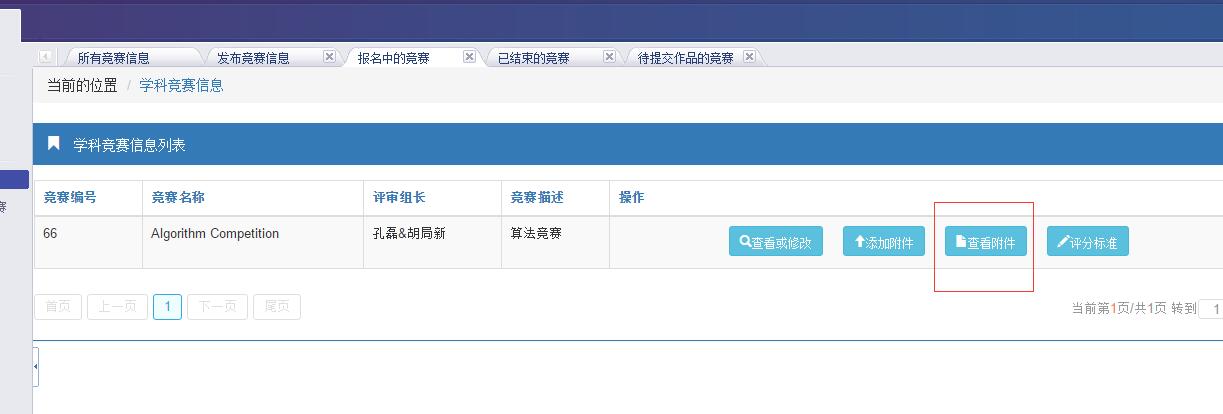 所有竞赛信息 发布竞赛信息 报名中的竞赛 已结束的竞赛 待提交作品的竞赛
当前的位置 / 学科竞赛信息
学科竞赛信息列表
竞赛编号 竞赛名称 评审组长 竞赛描述 操作
赛
66 Algorithm Competition 孔磊&胡局新 算法竞赛 查看或修改 添加附件 查看附件 评分标准
首页 上一页 1 下一页 尾页 当前第1页/共1页 转到 1